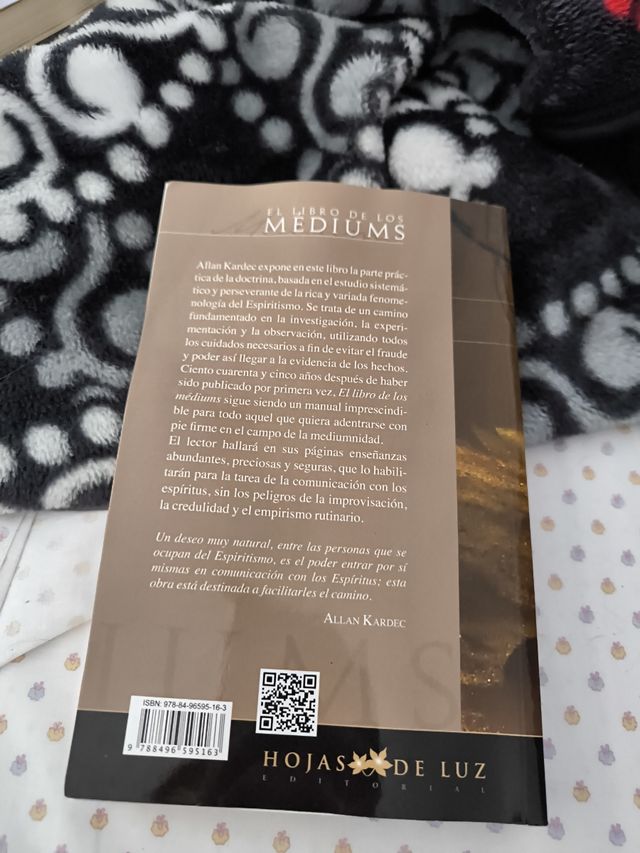 EL LIBRO DE LOS
MÉDIUMS
Allan Kardec expone en este libro la parte prác-
tica de la doctrina, basada en el estudio sistemá-
tico y perseverante de la rica y variada fenome-
nología del Espiritismo. Se trata de un camino
fundamentado en la investigación, la experi-
mentación y la observación, utilizando todos
los cuidados necesarios a fin de evitar el fraude
y poder así llegar a la evidencia de los hechos.
Ciento cuarenta y cinco años después de haber
sido publicado por primera vez, El libro de los
médiums sigue siendo un manual imprescindi-
ble para todo aquel que quiera adentrarse con
pie firme en el campo de la mediumnidad.
El lector hallará en sus páginas enseñanzas
abundantes, preciosas y seguras, que lo habili-
tarán para la tarea de la comunicación con los
espíritus, sin los peligros de la improvisación,
la credulidad y el empirismo rutinario.
Un deseo muy natural, entre las personas que se
ocupan del Espiritismo, es el poder entrar por sí
mismas en comunicación con los Espíritus; esta
obra está destinada a facilitarles el camino.
ALLAN KARDEC
IUMS
ISBN: 978-84-96595-16-3
9 788496 595163
HOJAS DE LUZ
EDITORIAL